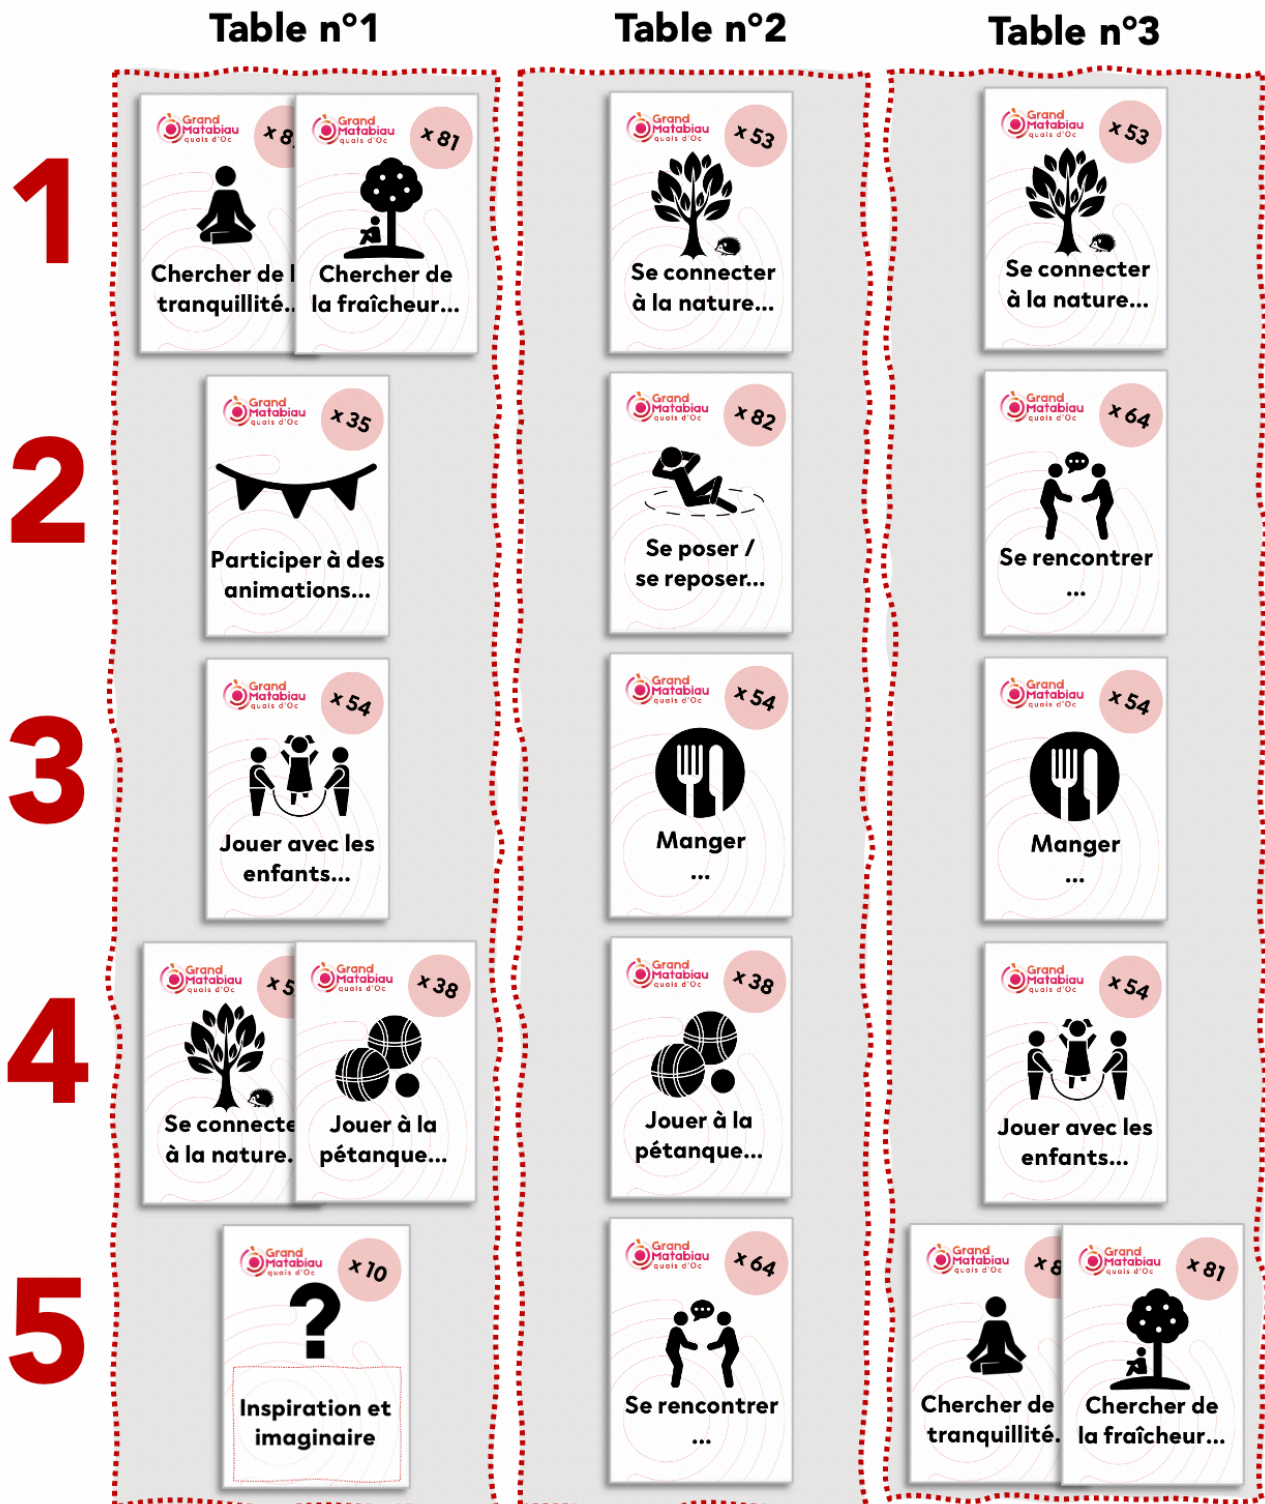 Table n°1
Table n°2
Table n°3
1
Grand
Matabiau
quais d'Oc
x 8
Chercher de l
tranquillité..
Grand
Matabiau
quais d'Oc
x 81
Chercher de
la fraîcheur...
Grand
Matabiau
quais d'Oc
x 53
Se connecter
à la nature...
Grand
Matabiau
quais d'Oc
x 53
Se connecter
à la nature...
2
Grand
Matabiau
quais d'Oc
x 35
Participer à des
animations...
Grand
Matabiau
quais d'Oc
x 82
Se poser /
se reposer...
Grand
Matabiau
quais d'Oc
x 64
Se rencontrer
...
3
Grand
Matabiau
quais d'Oc
x 54
Jouer avec les
enfants...
Grand
Matabiau
quais d'Oc
x 54
Manger
...
Grand
Matabiau
quais d'Oc
x 54
Manger
...
4
Grand
Matabiau
quais d'Oc
x 5
Se connecte
à la nature.
Grand
Matabiau
quais d'Oc
x 38
Jouer à la
pétanque...
Grand
Matabiau
quais d'Oc
x 38
Jouer à la
pétanque...
Grand
Matabiau
quais d'Oc
x 54
Jouer avec les
enfants...
5
Grand
Matabiau
quais d'Oc
x 10
?
Inspiration et
imaginaire
Grand
Matabiau
quais d'Oc
x 64
Se rencontrer
...
Grand
Matabiau
quais d'Oc
x 8
Chercher de
tranquillité.
Grand
Matabiau
quais d'Oc
x 81
Chercher de
la fraîcheur...